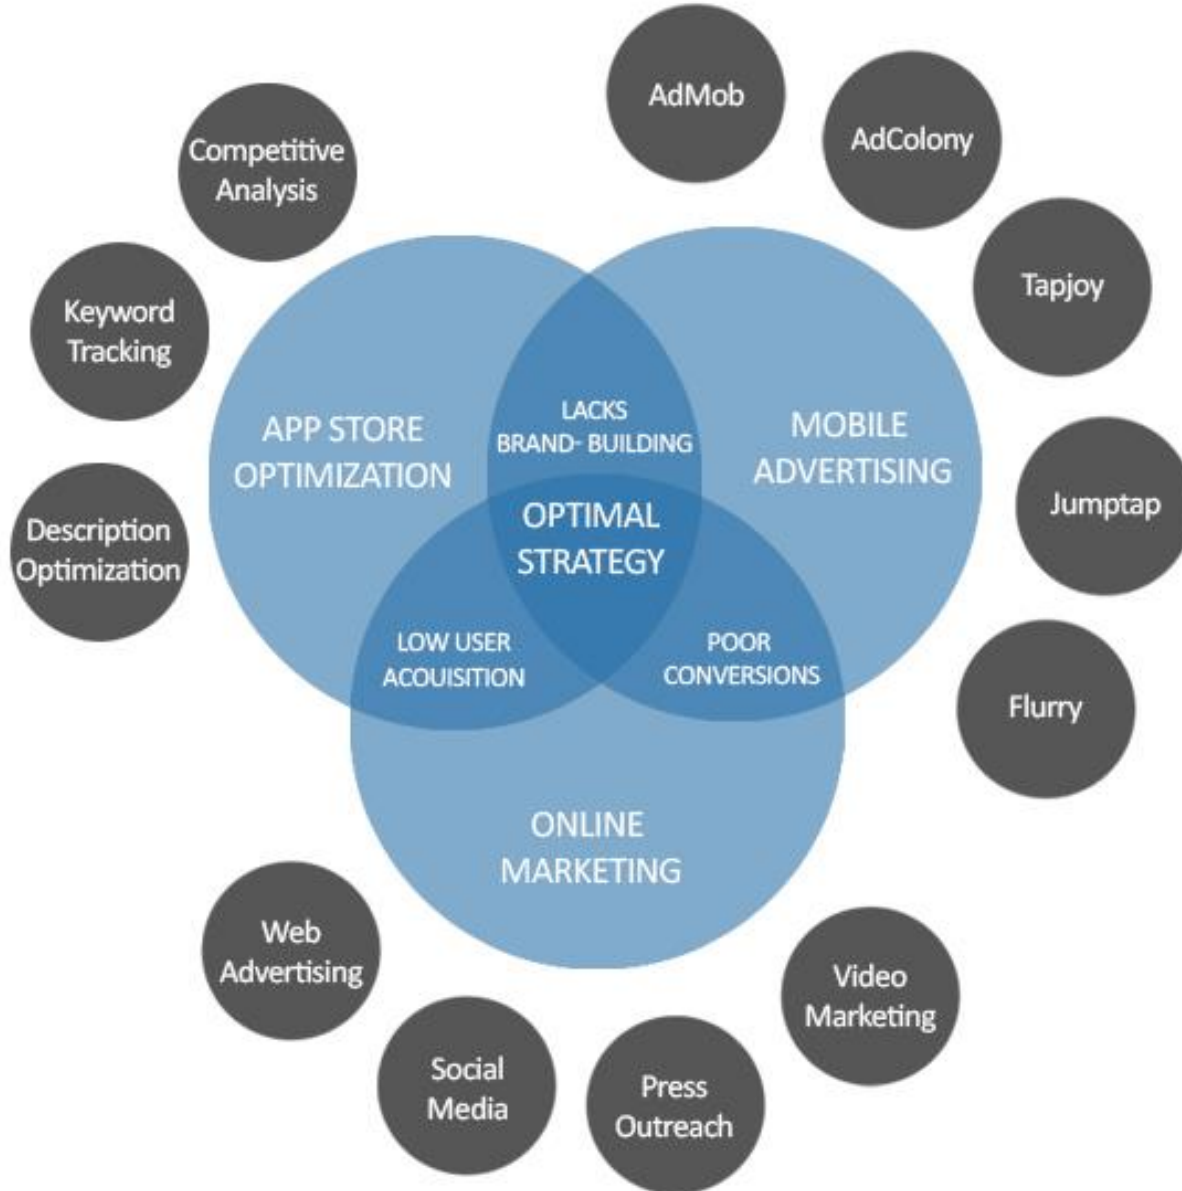 AdMob
AdColony
Competitive
Analysis
Tapjoy
Keyword
Tracking
LACKS
BRAND- BUILDING
APP STORE
OPTIMIZATION
MOBILE
ADVERTISING
Jumptap
OPTIMAL
STRATEGY
Description
Optimization
LOW USER
ACOUISITION
POOR
CONVERSIONS
Flurry
ONLINE
MARKETING
Web
Advertising
Video
Marketing
Social
Media
Press
Outreach